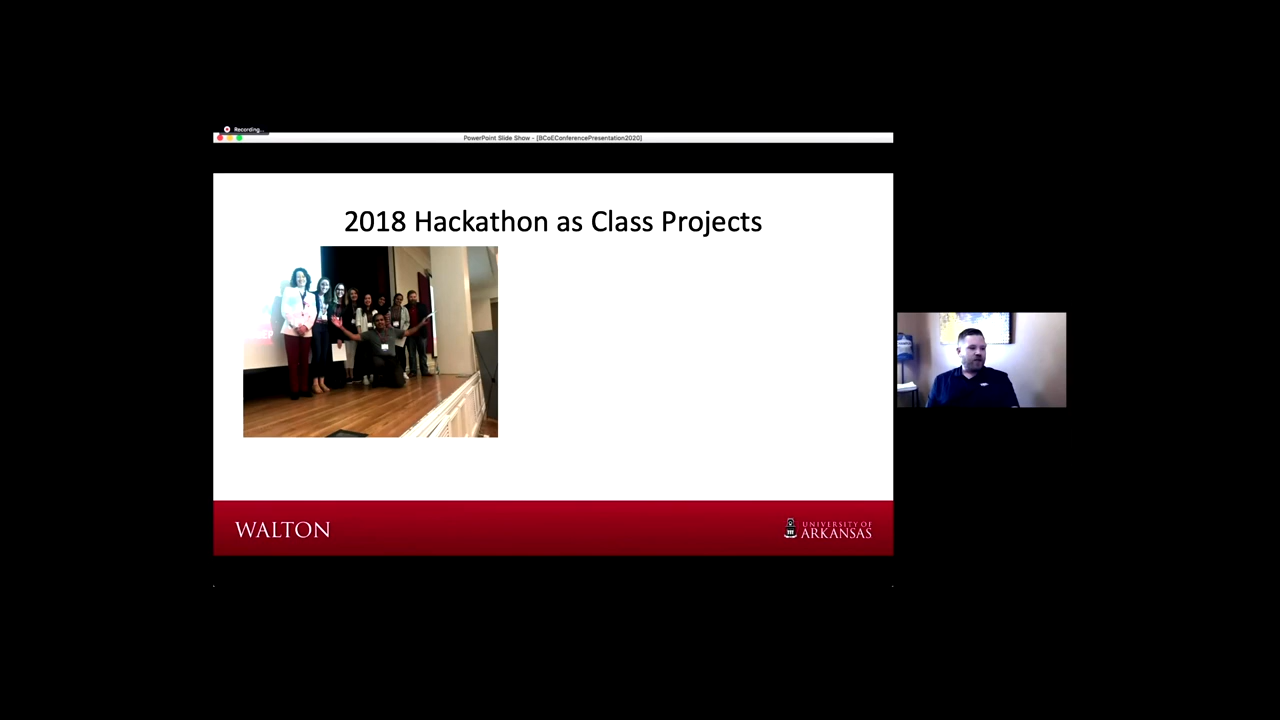 Recording...
PowerPoint Slide Show - [BCoEConferencePresentation2020]
2018 Hackathon as Class Projects
WALTON
UNIVERSITY OF
ARKANSAS